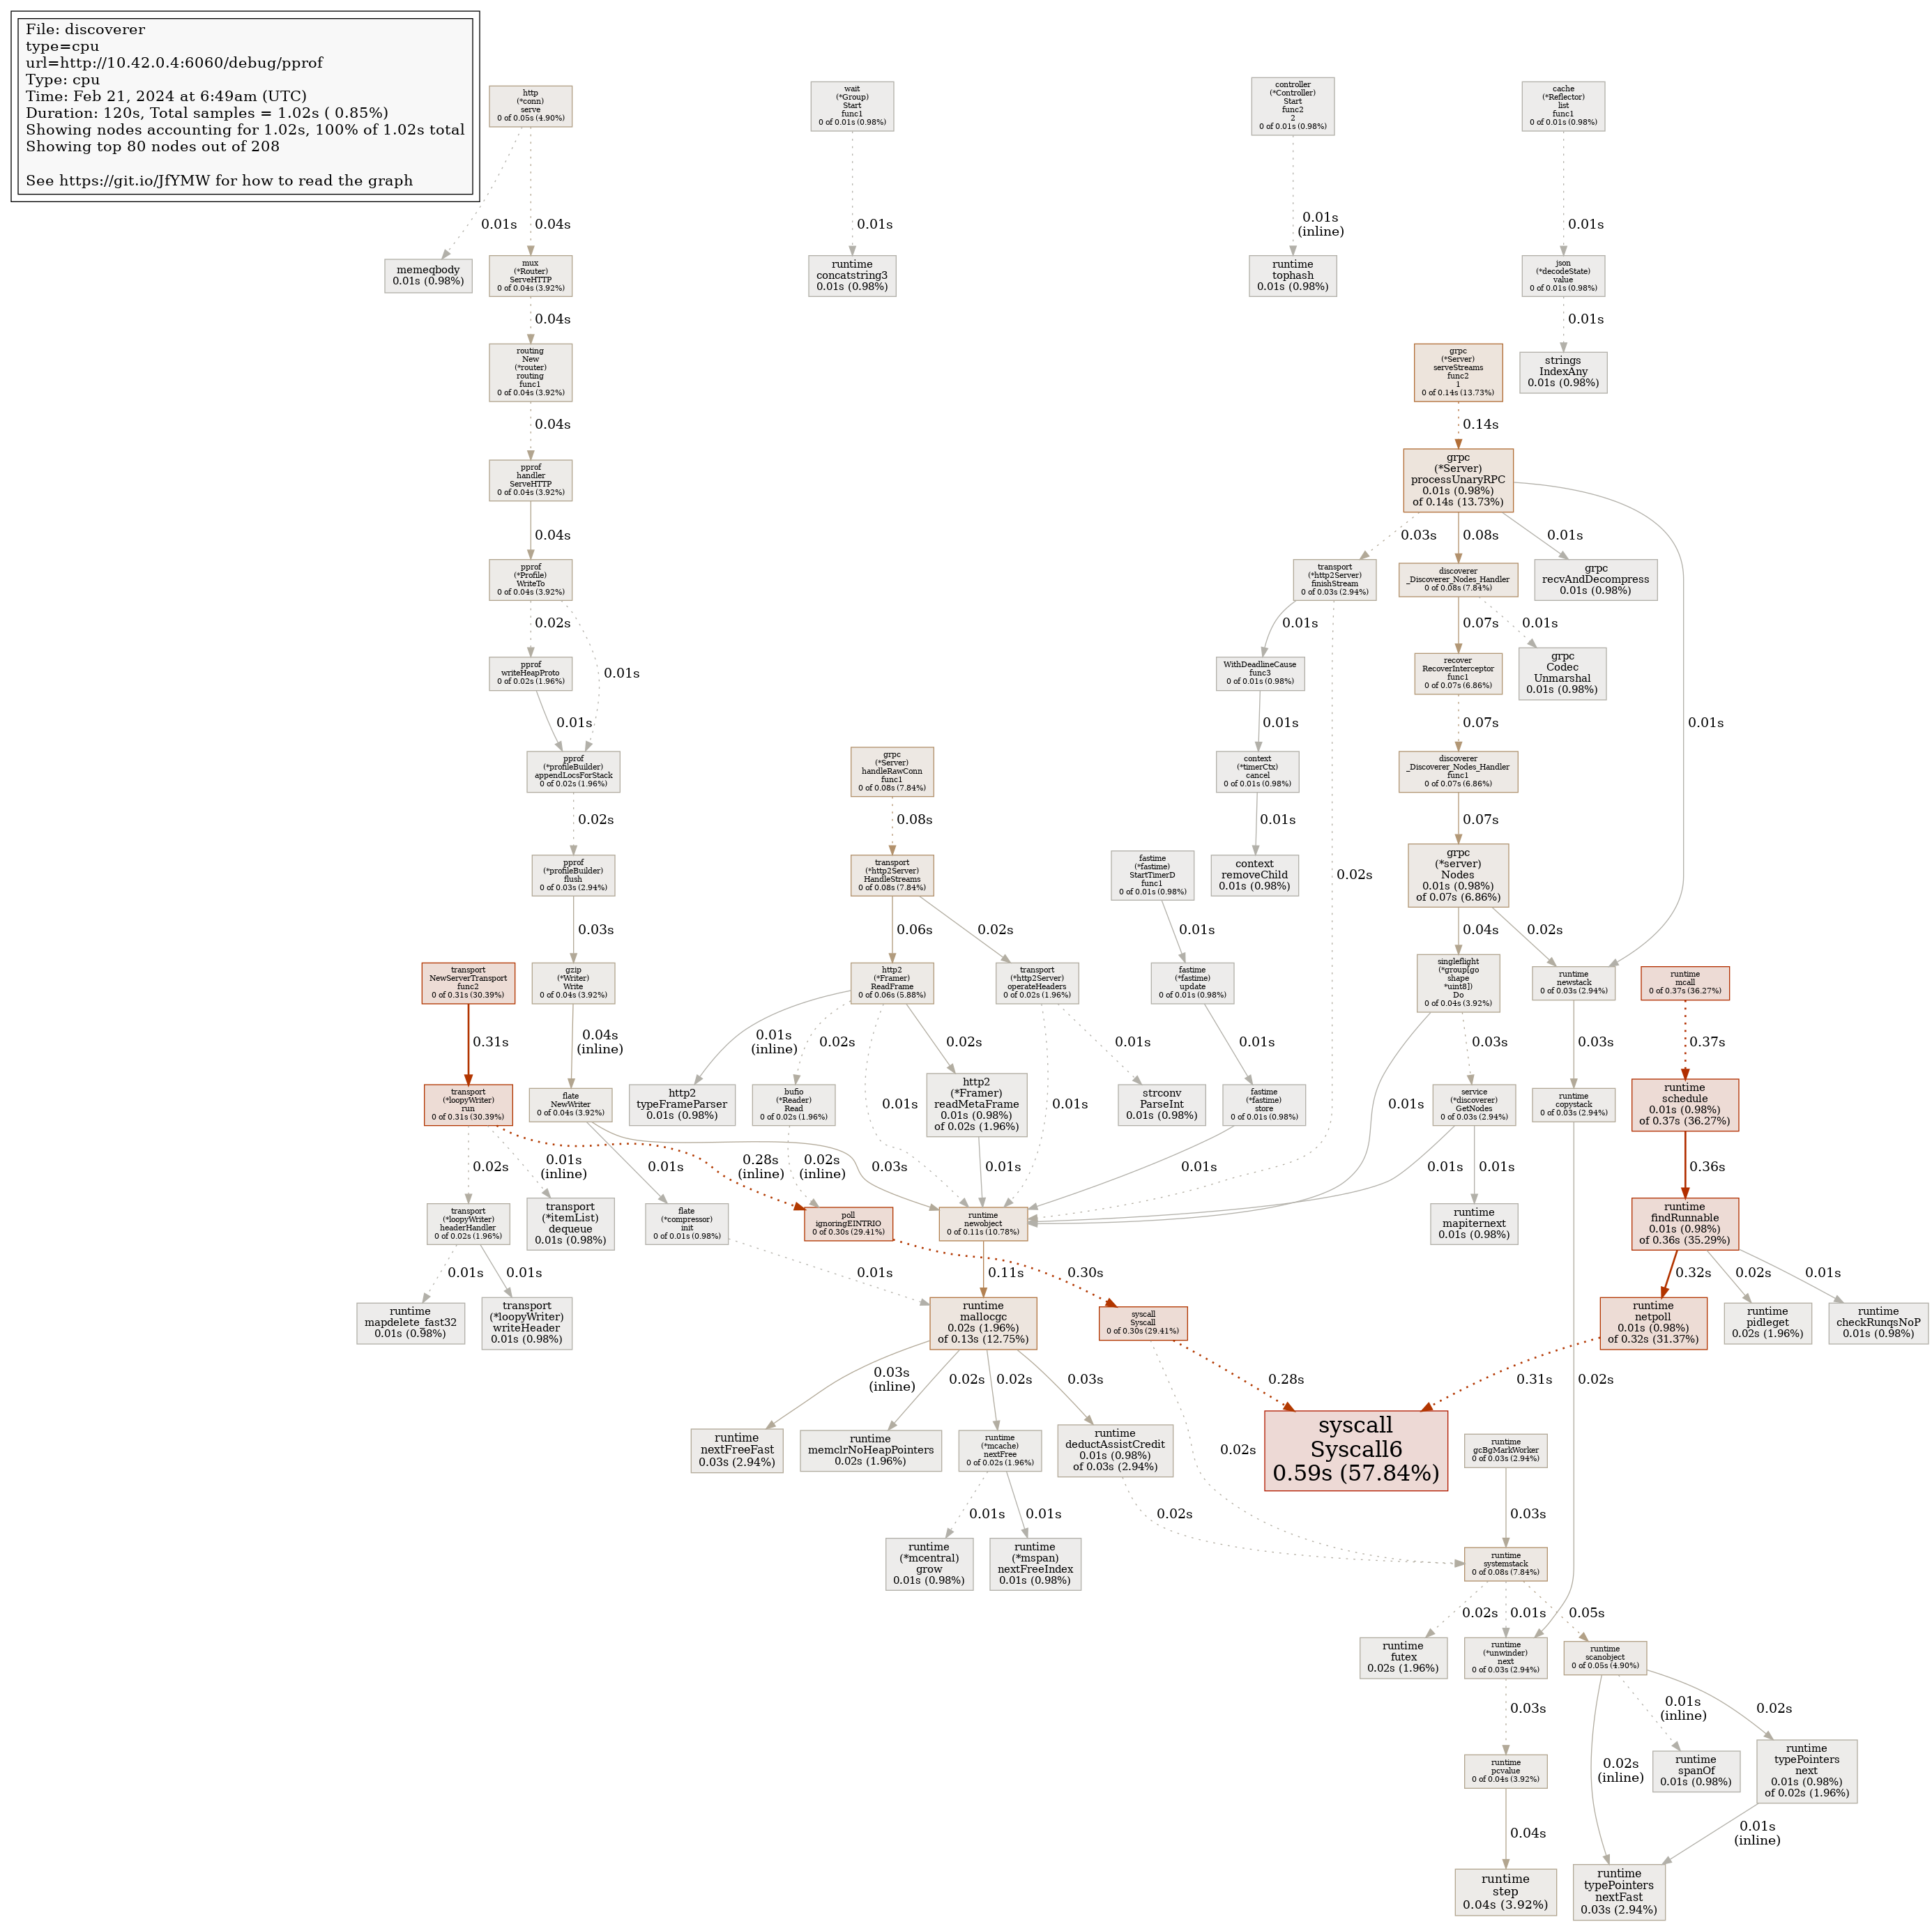 File: discoverer
type=cpu
url=http://10.42.0.4:6060/debug/pprof
Type: cpu
Time: Feb 21, 2024 at 6:49am (UTC)
Duration: 120s, Total samples = 1.02s ( 0.85%)
Showing nodes accounting for 1.02s, 100% of 1.02s total
Showing top 80 nodes out of 208
See https://git.io/JfYMW for how to read the graph
http
(*conn)
serve
0 of 0.05s (4.90%)
wait
(*Group)
Start
func1
0 of 0.01s (0.98%)
controller
(*Controller)
Start
func2
2
0 of 0.01s (0.98%)
cache
(*Reflector)
list
func1
0 of 0.01s (0.98%)
0.01s
0.04s
0.01s
0.01s
(inline)
0.01s
memeqbody
0.01s (0.98%)
mux
(*Router)
ServeHTTP
0 of 0.04s (3.92%)
runtime
concatstring3
0.01s (0.98%)
runtime
tophash
0.01s (0.98%)
json
(*decodeState)
value
0 of 0.01s (0.98%)
0.04s
0.01s
routing
New
(*router)
routing
func1
0 of 0.04s (3.92%)
grpc
(*Server)
serveStreams
func2
1
0 of 0.14s (13.73%)
strings
IndexAny
0.01s (0.98%)
0.04s
0.14s
pprof
handler
ServeHTTP
0 of 0.04s (3.92%)
grpc
(*Server)
processUnaryRPC
0.01s (0.98%)
of 0.14s (13.73%)
0.04s
0.03s
0.08s
0.01s
pprof
(*Profile)
WriteTo
0 of 0.04s (3.92%)
transport
(*http2Server)
finishStream
0 of 0.03s (2.94%)
discoverer
_Discoverer_Nodes_Handler
0 of 0.08s (7.84%)
grpc
recvAndDecompress
0.01s (0.98%)
0.02s
0.01s
0.01s
0.07s
0.01s
0.01s
pprof
writeHeapProto
0 of 0.02s (1.96%)
WithDeadlineCause
func3
0 of 0.01s (0.98%)
recover
RecoverInterceptor
func1
0 of 0.07s (6.86%)
grpc
Codec
Unmarshal
0.01s (0.98%)
0.01s
0.01s
0.07s
pprof
(*profileBuilder)
appendLocsForStack
0 of 0.02s (1.96%)
grpc
(*Server)
handleRawConn
func1
0 of 0.08s (7.84%)
context
(*timerCtx)
cancel
0 of 0.01s (0.98%)
discoverer
_Discoverer_Nodes_Handler
func1
0 of 0.07s (6.86%)
0.02s
0.08s
0.01s
0.07s
pprof
(*profileBuilder)
flush
0 of 0.03s (2.94%)
transport
(*http2Server)
HandleStreams
0 of 0.08s (7.84%)
fastime
(*fastime)
StartTimerD
func1
0 of 0.01s (0.98%)
context
removeChild
0.01s (0.98%)
0.02s
grpc
(*server)
Nodes
0.01s (0.98%)
of 0.07s (6.86%)
0.03s
0.06s
0.02s
0.01s
0.04s
0.02s
transport
NewServerTransport
func2
0 of 0.31s (30.39%)
gzip
(*Writer)
Write
0 of 0.04s (3.92%)
http2
(*Framer)
ReadFrame
0 of 0.06s (5.88%)
transport
(*http2Server)
operateHeaders
0 of 0.02s (1.96%)
fastime
(*fastime)
update
0 of 0.01s (0.98%)
singleflight
(*group[go
shape
*uint8])
Do
0 of 0.04s (3.92%)
runtime
newstack
0 of 0.03s (2.94%)
runtime
mcall
0 of 0.37s (36.27%)
0.31s
0.04s
(inline)
0.01s
(inline)
0.02s
0.01s
0.02s
0.01s
0.01s
0.01s
0.01s
0.03s
0.03s
0.37s
transport
(*loopyWriter)
run
0 of 0.31s (30.39%)
flate
NewWriter
0 of 0.04s (3.92%)
http2
typeFrameParser
0.01s (0.98%)
bufio
(*Reader)
Read
0 of 0.02s (1.96%)
http2
(*Framer)
readMetaFrame
0.01s (0.98%)
of 0.02s (1.96%)
strconv
ParseInt
0.01s (0.98%)
fastime
(*fastime)
store
0 of 0.01s (0.98%)
service
(*discoverer)
GetNodes
0 of 0.03s (2.94%)
runtime
copystack
0 of 0.03s (2.94%)
runtime
schedule
0.01s (0.98%)
of 0.37s (36.27%)
0.02s
0.01s
(inline)
0.28s
(inline)
0.01s
0.03s
0.02s
(inline)
0.01s
0.01s
0.01s
0.01s
0.36s
transport
(*loopyWriter)
headerHandler
0 of 0.02s (1.96%)
transport
(*itemList)
dequeue
0.01s (0.98%)
flate
(*compressor)
init
0 of 0.01s (0.98%)
poll
ignoringEINTRIO
0 of 0.30s (29.41%)
runtime
newobject
0 of 0.11s (10.78%)
runtime
mapiternext
0.01s (0.98%)
runtime
findRunnable
0.01s (0.98%)
of 0.36s (35.29%)
0.01s
0.01s
0.01s
0.11s
0.30s
0.32s
0.02s
0.01s
runtime
mapdelete_fast32
0.01s (0.98%)
transport
(*loopyWriter)
writeHeader
0.01s (0.98%)
runtime
mallocgc
0.02s (1.96%)
of 0.13s (12.75%)
syscall
Syscall
0 of 0.30s (29.41%)
runtime
netpoll
0.01s (0.98%)
of 0.32s (31.37%)
runtime
pidleget
0.02s (1.96%)
runtime
checkRunqsNoP
0.01s (0.98%)
0.03s
(inline)
0.02s
0.02s
0.03s
0.28s
0.31s
0.02s
runtime
nextFreeFast
0.03s (2.94%)
runtime
memclrNoHeapPointers
0.02s (1.96%)
runtime
(*mcache)
nextFree
0 of 0.02s (1.96%)
runtime
deductAssistCredit
0.01s (0.98%)
of 0.03s (2.94%)
0.02s
syscall
Syscall6
0.59s (57.84%)
runtime
gcBgMarkWorker
0 of 0.03s (2.94%)
0.01s
0.01s
0.02s
0.03s
runtime
(*mcentral)
grow
0.01s (0.98%)
runtime
(*mspan)
nextFreeIndex
0.01s (0.98%)
runtime
systemstack
0 of 0.08s (7.84%)
0.02s
0.01s
0.05s
runtime
futex
0.02s (1.96%)
runtime
(*unwinder)
next
0 of 0.03s (2.94%)
runtime
scanobject
0 of 0.05s (4.90%)
0.03s
0.02s
(inline)
0.01s
(inline)
0.02s
runtime
pcvalue
0 of 0.04s (3.92%)
runtime
spanOf
0.01s (0.98%)
runtime
typePointers
next
0.01s (0.98%)
of 0.02s (1.96%)
0.04s
0.01s
(inline)
runtime
step
0.04s (3.92%)
runtime
typePointers
nextFast
0.03s (2.94%)